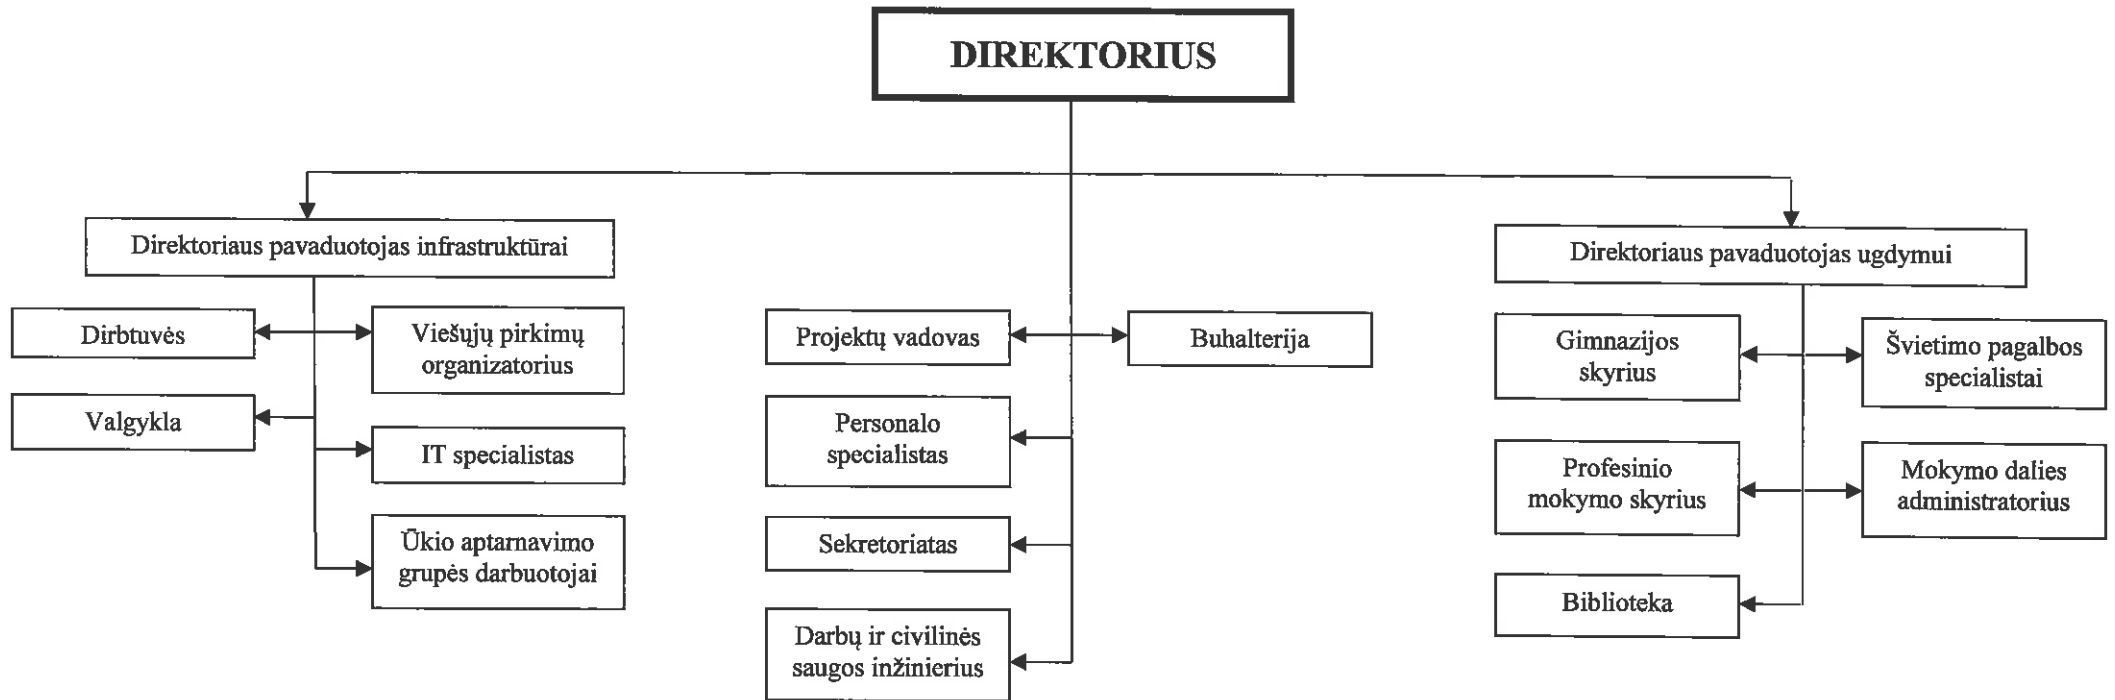 DIREKTORIUS
Direktoriaus pavaduotojas infrastruktūrai
Dirbtuvės
Viešųjų pirkimų
organizatorius
Valgykla
IT specialistas
Ūkio aptarnavimo
grupės darbuotojai
Projektų vadovas
Buhalterija
Personalo
specialistas
Sekretoriatas
Darbų ir civilinės
saugos inžinierius
Direktoriaus pavaduotojas ugdymui
Gimnazijos
skyrius
Švietimo pagalbos
specialistai
Profesinio
mokymo skyrius
Mokymo dalies
administratorius
Biblioteka